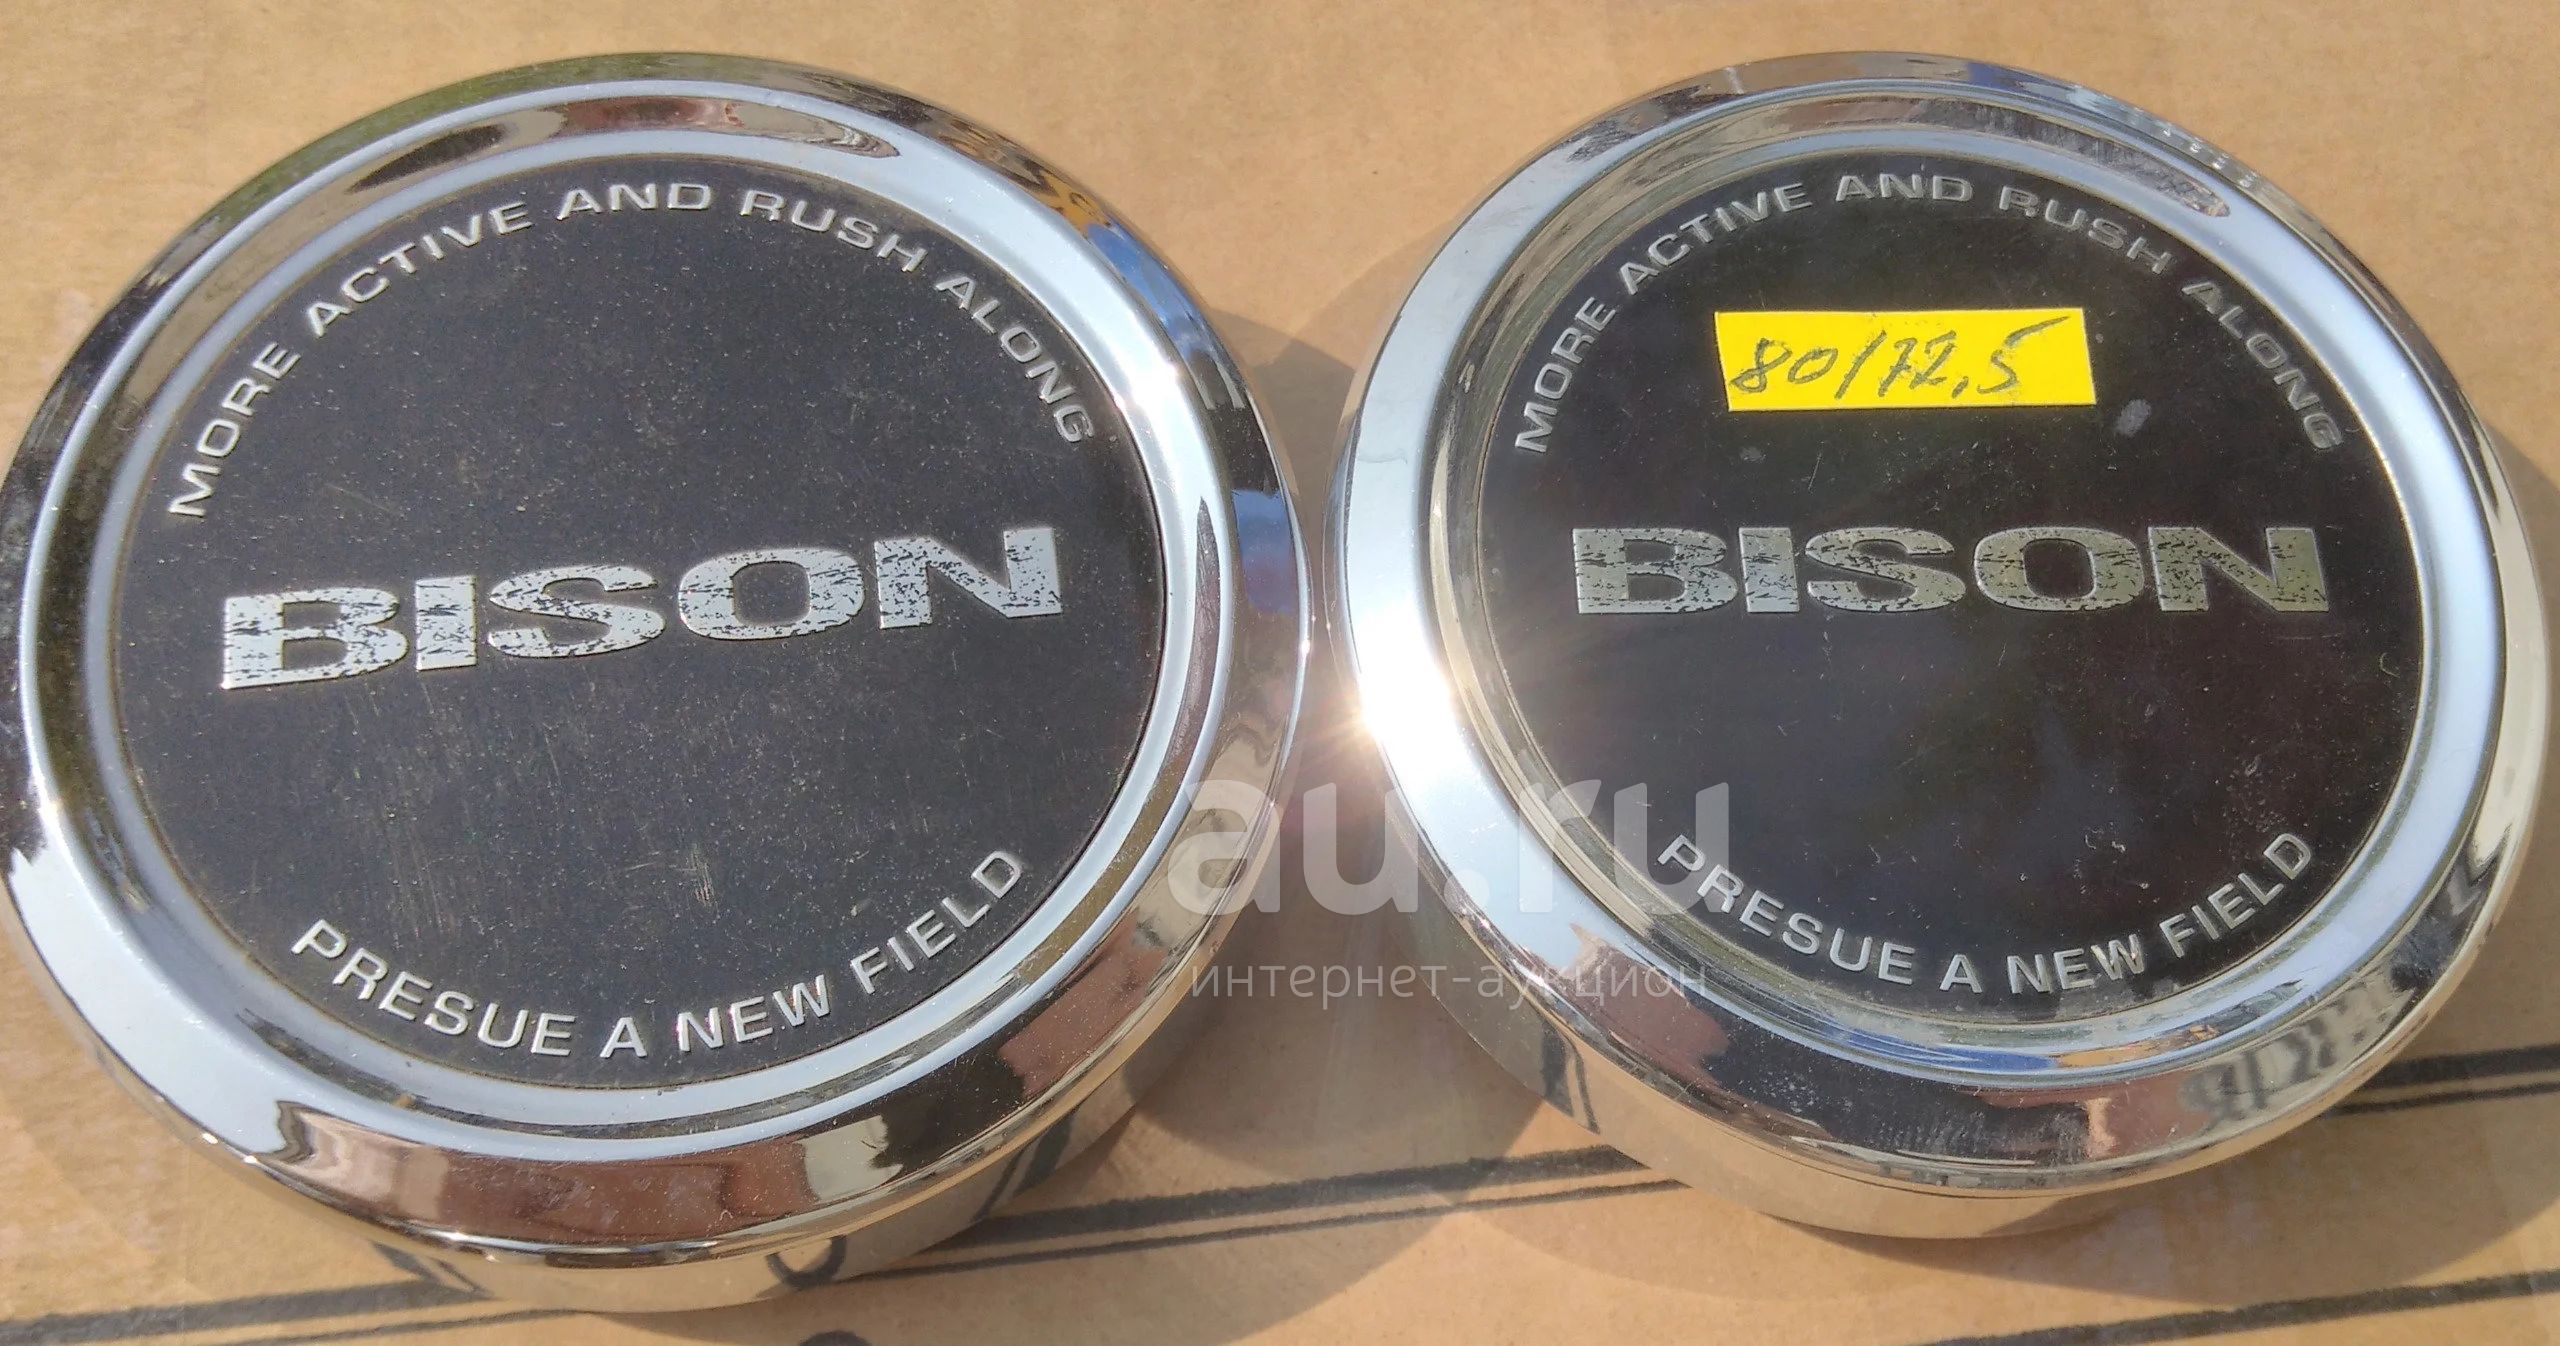 MORE ACTIVE AND RUSH ALONG
BISON
PRESUE A NEW FIELD
MORE ACTIVE AND RUSH ALONG
80/72,5
BISON
PRESUE A NEW FIELD
au.ru
интернет-аукцион